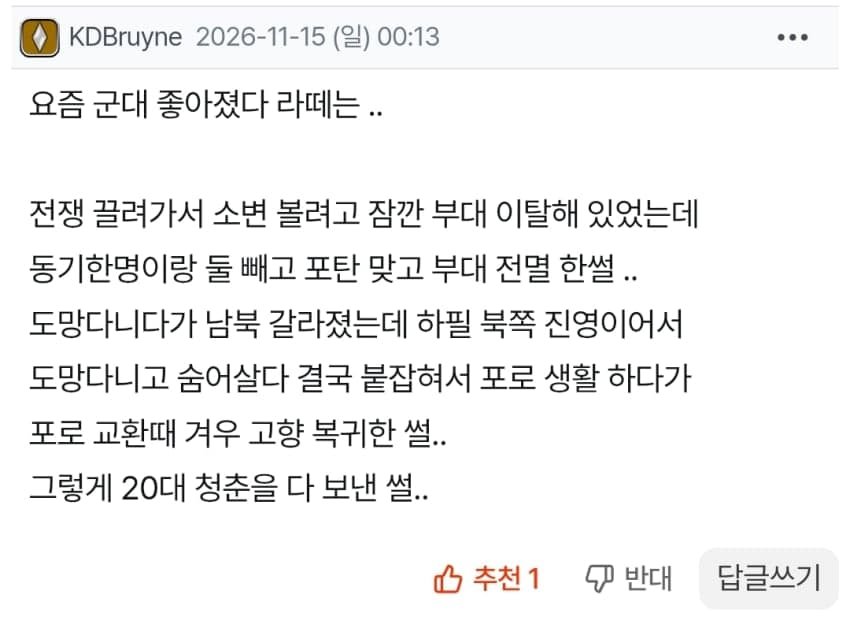 KDBruyne 2026-11-15 (일) 00:13
요즘 군대 좋아졌다 라떼는 ..
전쟁 끌려가서 소변 볼려고 잠깐 부대 이탈해 있었는데
동기한명이랑 둘 빼고 포탄 맞고 부대 전멸 한썰 ..
도망다니다가 남북 갈라졌는데 하필 북쪽 진영이어서
도망다니고 숨어살다 결국 붙잡혀서 포로 생활 하다가
포로 교환때 겨우 고향 복귀한 썰..
그렇게 20대 청춘을 다 보낸 썰..
추천 1 반대 답글쓰기